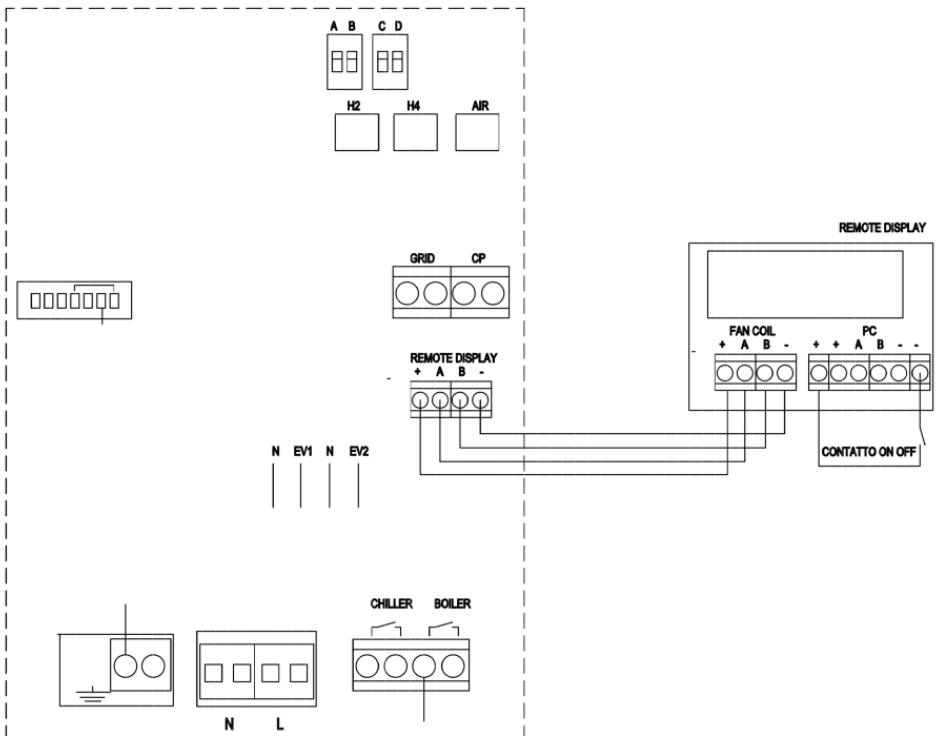 A B C D
H2 H4 AIR
REMOTE DISPLAY
GRID CP
FAN COIL PC
+ A B - + + A B - -
REMOTE DISPLAY
+ A B -
CONTATTO ON OFF
N EV1 N EV2
CHILLER BOILER
N L